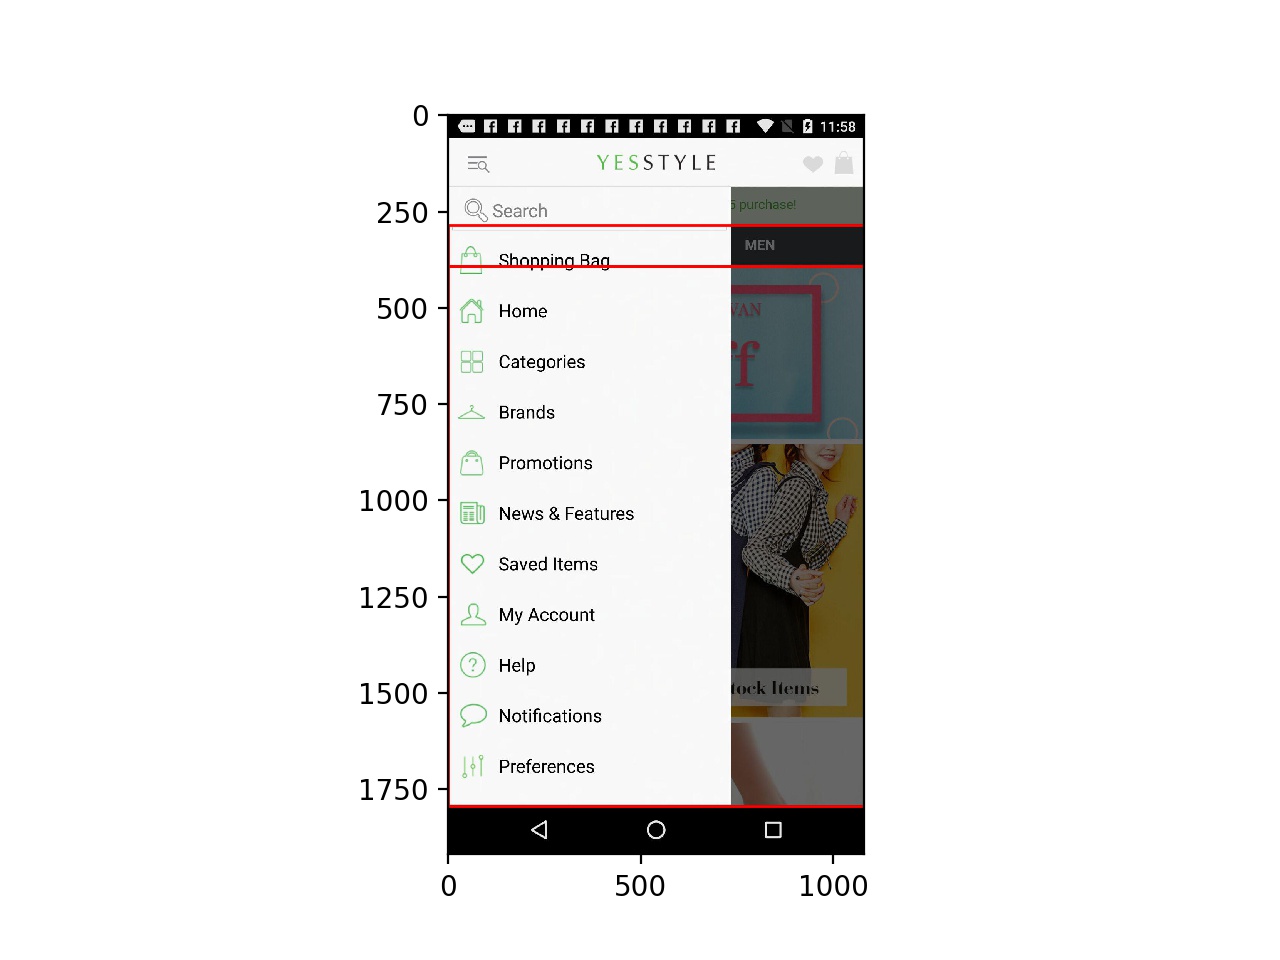 0
250
500
750
1000
1250
1500
1750
0
500
1000
11:58
YESSTYLE
Search
5 purchase!
Shopping Bag
MEN
Home
VAN
Categories
ff
Brands
Promotions
News & Features
Saved Items
My Account
Help
tock Items
Notifications
Preferences